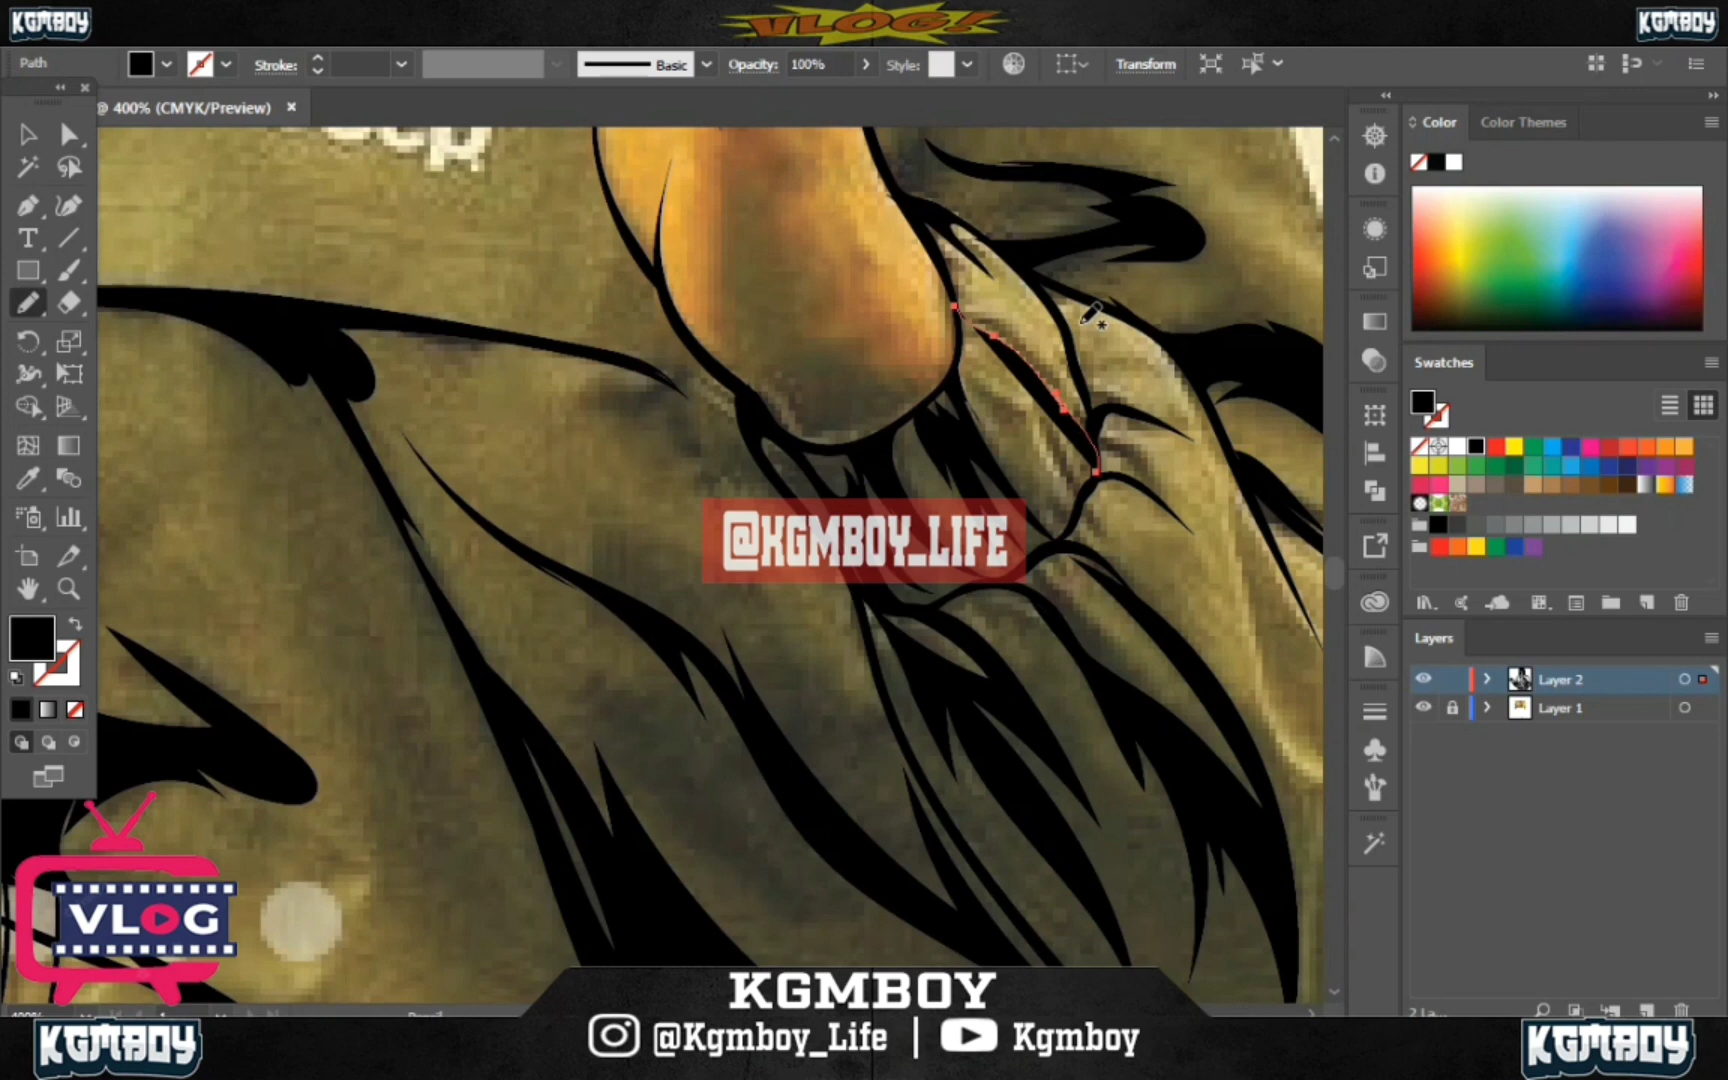 KGMBOY
VLOG!
KGMBOY
Path
Stroke:
Basic
Opacity:
100%
Style:
Transform
@ 400% (CMYK/Preview)
Color
Color Themes
Swatches
@KGMBOY_LIFE
Layers
Layer 2
Layer 1
VLOG
KGMBOY
@Kgmboy_Life | Kgmboy
KGMBOY
KGMBOY